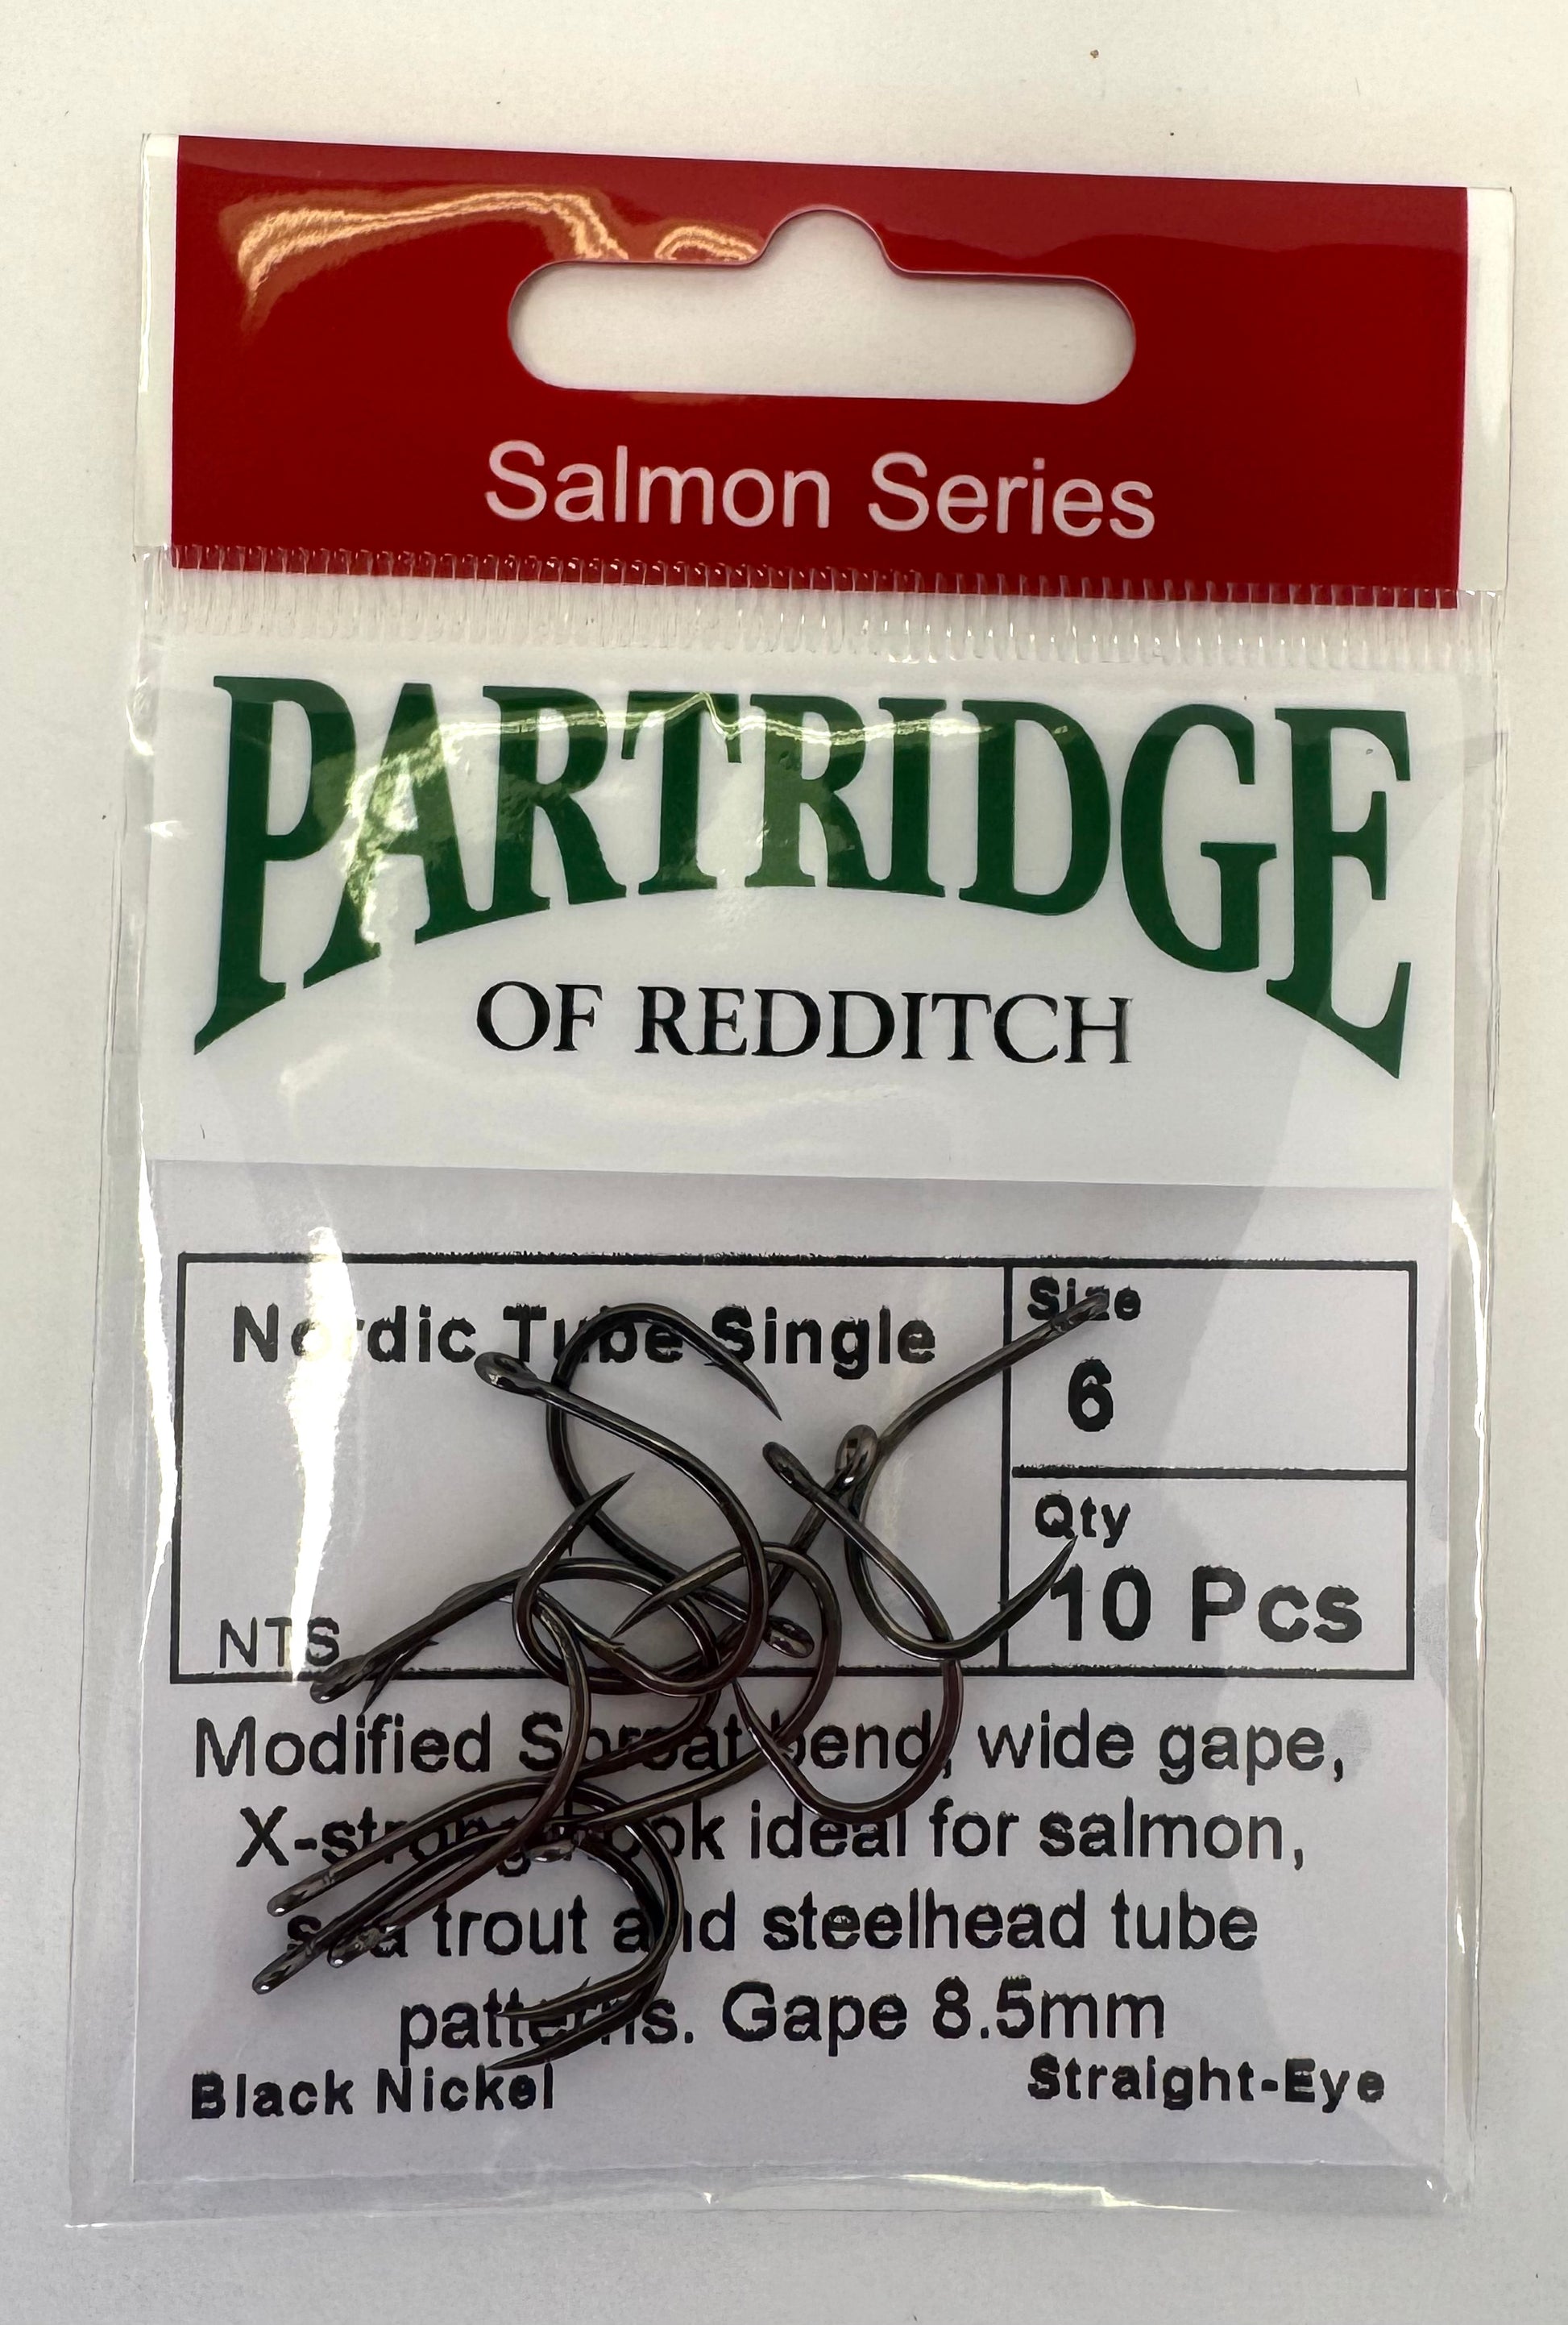 Salmon Series
PARTRIDGE
OF REDDITCH
Nordic Tube Single
Size
6
Qty
10 Pcs
NTS
Modified Sproat bend, wide gape,
X-strong hook ideal for salmon,
sea trout and steelhead tube
patterns. Gape 8.5mm
Black Nickel
Straight-Eye